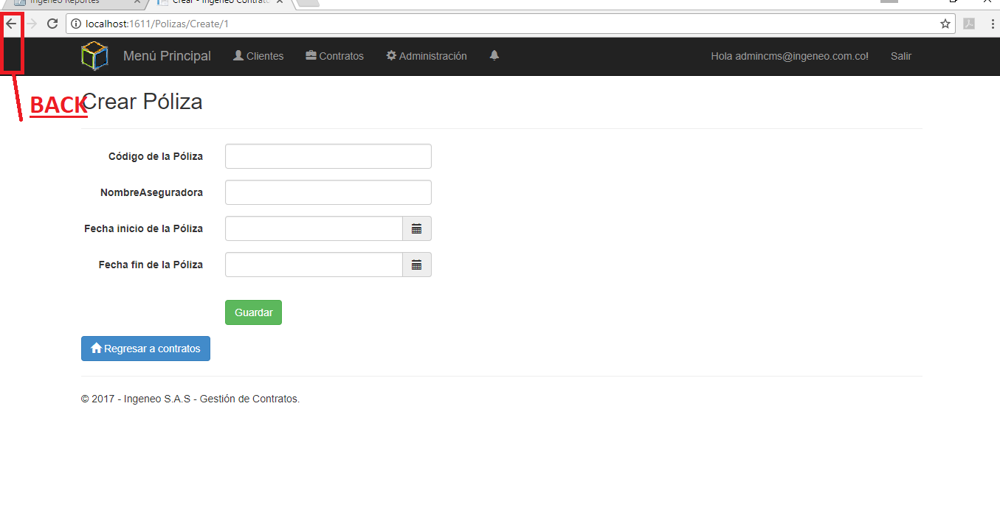 Ingeneo Reportes
Crear - Ingeneo Contrato
localhost:1611/Polizas/Create/1
Menú Principal Clientes Contratos Administración Hola admincms@ingeneo.com.co! Salir
BACK
Crear Póliza
Código de la Póliza
NombreAseguradora
Fecha inicio de la Póliza
Fecha fin de la Póliza
Guardar
Regresar a contratos
© 2017 - Ingeneo S.A.S - Gestión de Contratos.